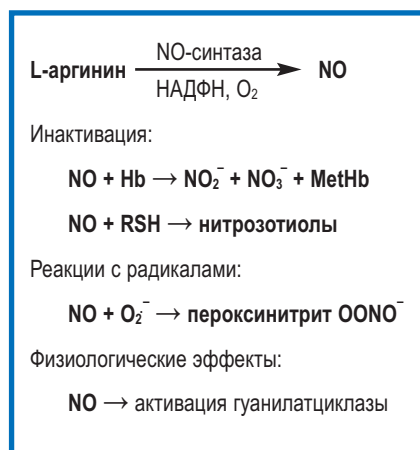 NO-синтаза
L-аргинин ⟶ NO
НАДФН, O₂
Инактивация:
NO + Hb → NO₂⁻ + NO₃⁻ + MetHb
NO + RSH → нитрозотиолы
Реакции с радикалами:
NO + O₂·⁻ → пероксинитрит OONO⁻
Физиологические эффекты:
NO → активация гуанилатциклазы